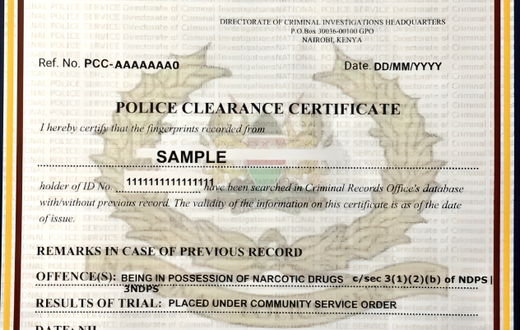 DIRECTORATE OF CRIMINAL INVESTIGATIONS HEADQUARTERS
P.O.Box 30036-00100 GPO
NAIROBI, KENYA
Ref. No. PCC-AAAAAAA0 Date DD/MM/YYYY
POLICE CLEARANCE CERTIFICATE
I hereby certify that the fingerprints recorded from
SAMPLE
holder of ID No. 111111111111111 have been searched in Criminal Records Office's database
with/without previous record. The validity of the information on this certificate is as of the date
of issue.
REMARKS IN CASE OF PREVIOUS RECORD
OFFENCE(S): BEING IN POSSESSION OF NARCOTIC DRUGS c/sec 3(1)(2)(b) of NDPS|
3NDPS
RESULTS OF TRIAL: PLACED UNDER COMMUNITY SERVICE ORDER
DATE: NIL